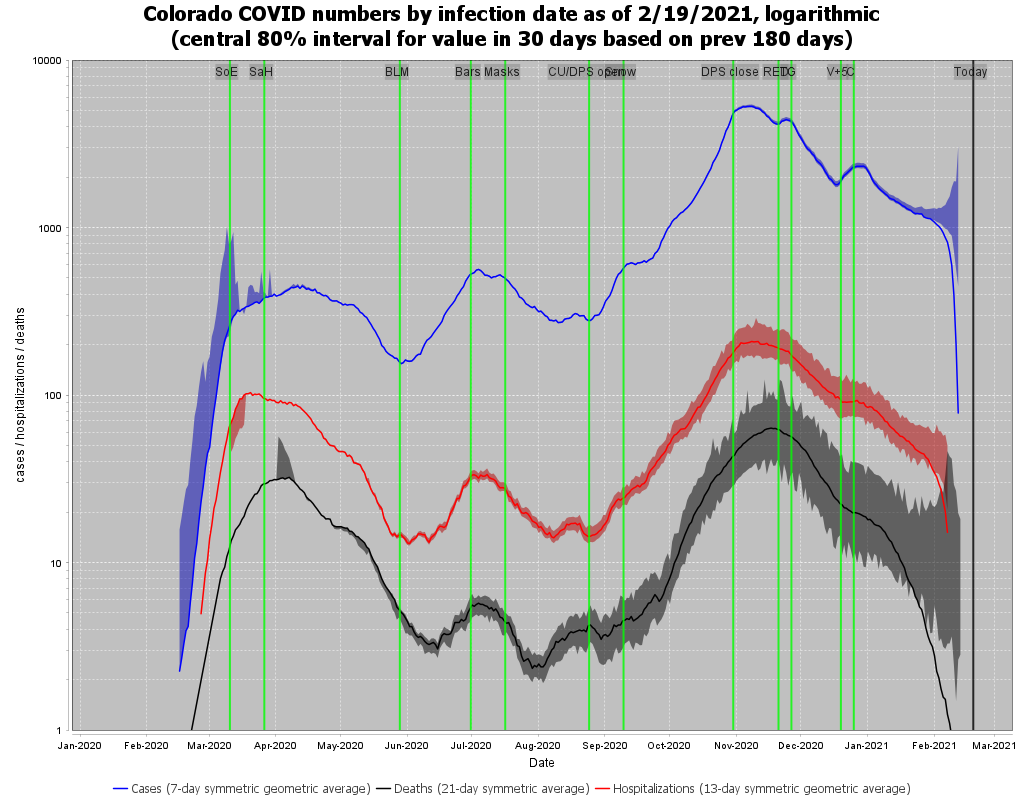 Colorado COVID numbers by infection date as of 2/19/2021, logarithmic
(central 80% interval for value in 30 days based on prev 180 days)
10000
1000
100
10
1
cases / hospitalizations / deaths
SoE SaH BLM Bars Masks CU/DPS open Snow DPS close RED TG V+5C Today
Jan-2020 Feb-2020 Mar-2020 Apr-2020 May-2020 Jun-2020 Jul-2020 Aug-2020 Sep-2020 Oct-2020 Nov-2020 Dec-2020 Jan-2021 Feb-2021 Mar-2021
Date
Cases (7-day symmetric geometric average) Deaths (21-day symmetric average) Hospitalizations (13-day symmetric geometric average)